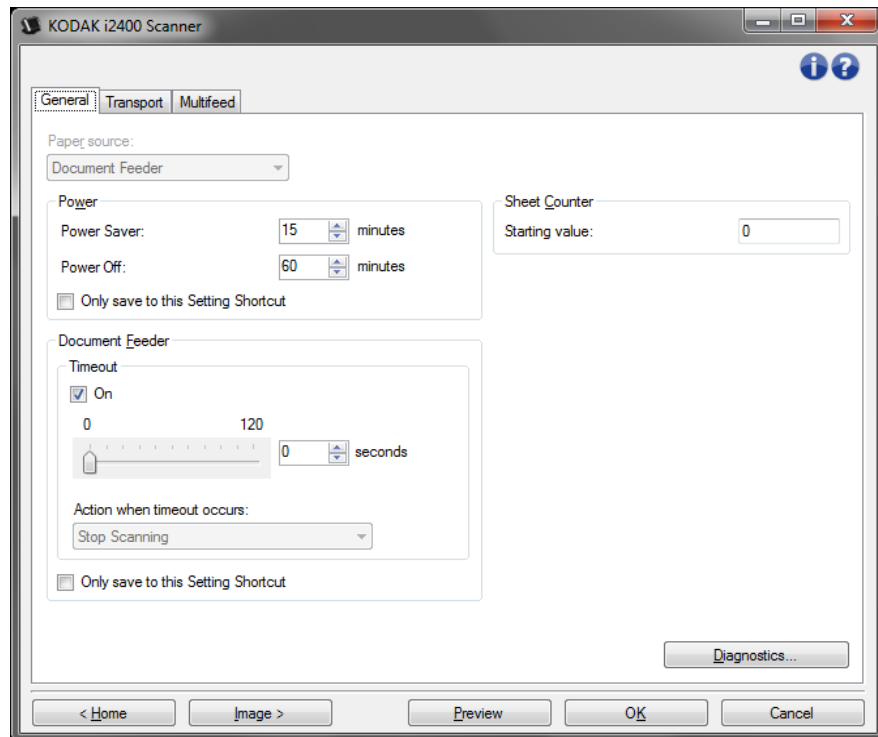 KODAK i2400 Scanner
General Transport Multifeed
Paper source:
Document Feeder
Power
Power Saver: 15 minutes
Power Off: 60 minutes
Only save to this Setting Shortcut
Sheet Counter
Starting value: 0
Document Feeder
Timeout
On
0 120
0 seconds
Action when timeout occurs:
Stop Scanning
Only save to this Setting Shortcut
Diagnostics...
< Home Image > Preview OK Cancel